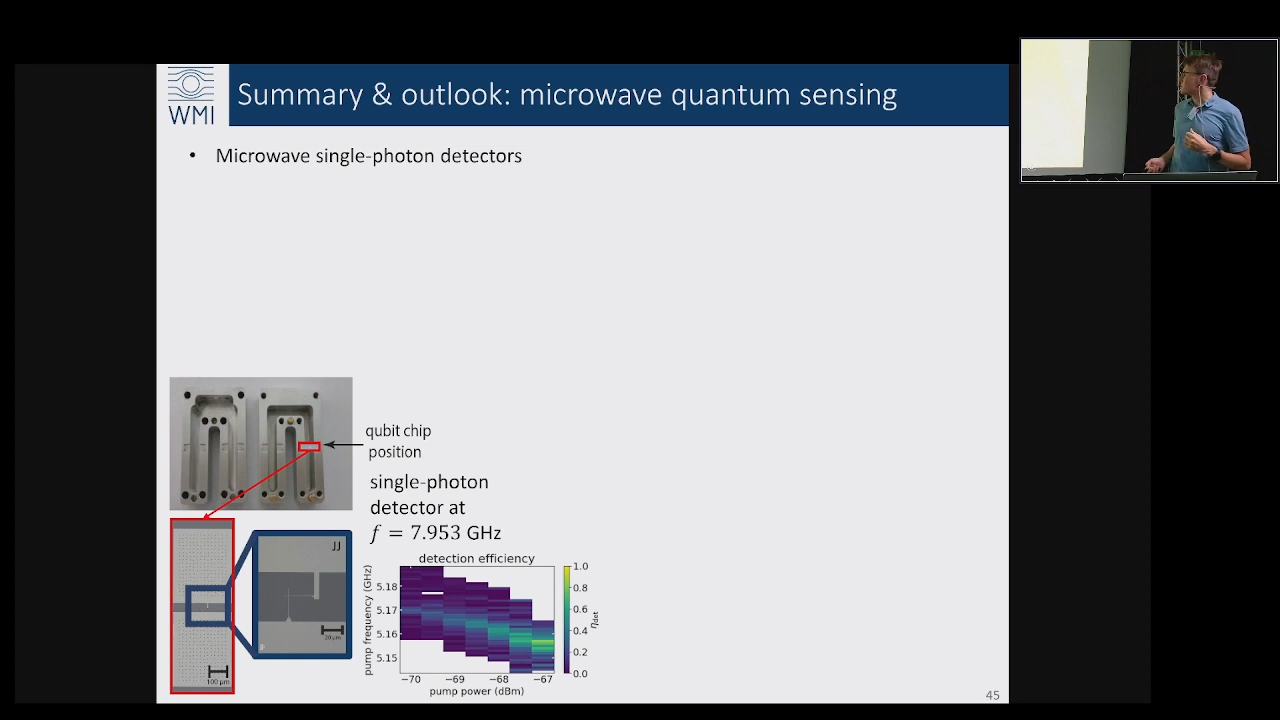 WMI
Summary & outlook: microwave quantum sensing
• Microwave single-photon detectors
qubit chip
position
single-photon
detector at
f = 7.953 GHz
JJ
20 μm
100 μm
detection efficiency
pump frequency (GHz)
5.18
5.17
5.16
5.15
−70 −69 −68 −67
pump power (dBm)
1.0
0.8
0.6
0.4
0.2
0.0
ηdet
45